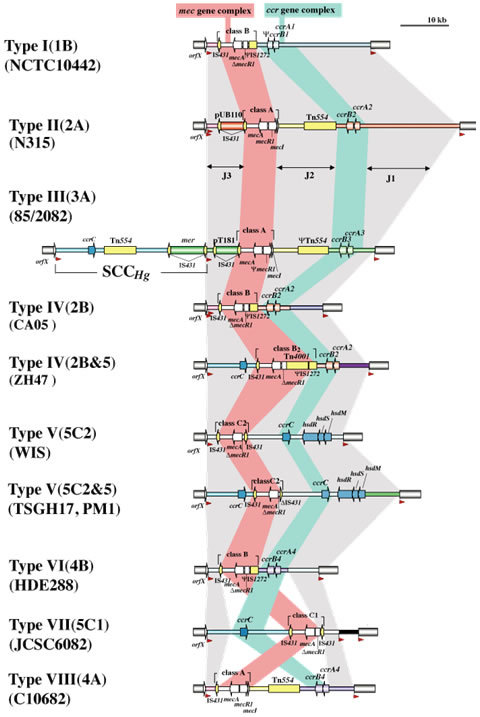 mec gene complex
ccr gene complex
10 kb
Type I(1B)
(NCTC10442)
class B
ΨccrB1
ccrA1
orfX
IS431
mecA
ΔmecR1
ΨIS1272
Type II(2A)
(N315)
pUB110
class A
Tn554
ccrB2
ccrA2
orfX
IS431
mecA
mecR1
mecI
J3
J2
J1
Type III(3A)
(85/2082)
class A
ccrC
Tn554
mer
pT181
ΨTn554
ccrB3
ccrA3
orfX
IS431
IS431
mecA
ΨmecR1
mecI
SCCHg
Type IV(2B)
(CA05)
class B
ccrB2
ccrA2
orfX
IS431
mecA
ΔmecR1
ΨIS1272
Type IV(2B&5)
(ZH47)
class B2
Tn4001
ccrB2
ccrA2
orfX
ccrC
IS431
mecA
ΔmecR1
ΨIS1272
Type V(5C2)
(WIS)
class C2
ccrC
hsdR
hsdS
hsdM
orfX
IS431
mecA
ΔmecR1
IS431
Type V(5C2&5)
(TSGH17, PM1)
classC2
ccrC
hsdR
hsdS
hsdM
orfX
ccrC
IS431
mecA
ΔmecR1
ΔIS431
Type VI(4B)
(HDE288)
class B
ccrB4
ccrA4
orfX
IS431
mecA
ΔmecR1
ΨIS1272
Type VII(5C1)
(JCSC6082)
ccrC
class C1
orfX
IS431
mecA
ΔmecR1
IS431
Type VIII(4A)
(C10682)
class A
Tn554
ccrB4
ccrA4
orfX
IS431
mecA
mecR1
mecI